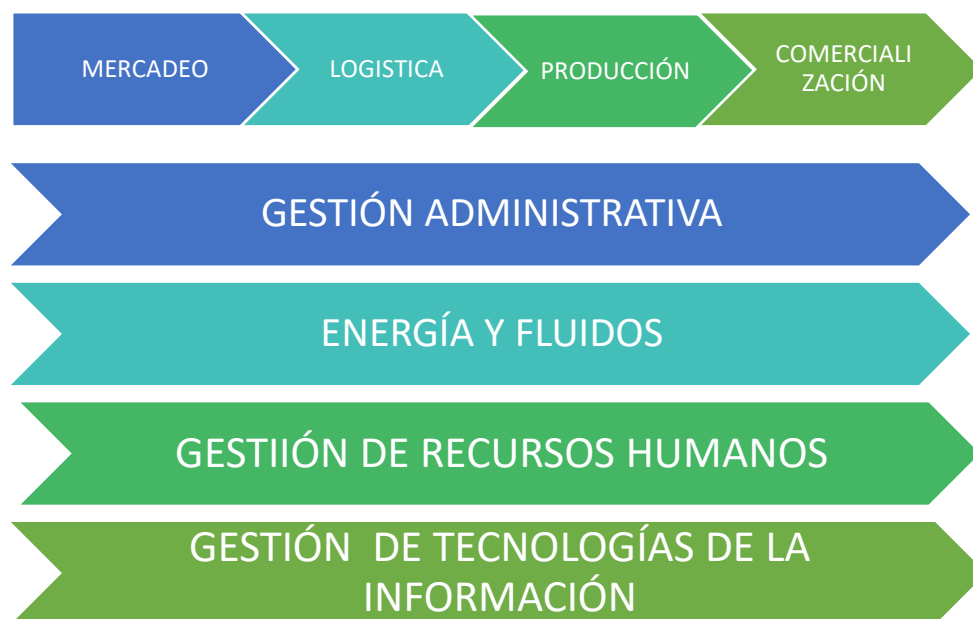 MERCADEO
LOGISTICA
PRODUCCIÓN
COMERCIALI
ZACIÓN
GESTIÓN ADMINISTRATIVA
ENERGÍA Y FLUIDOS
GESTIIÓN DE RECURSOS HUMANOS
GESTIÓN  DE TECNOLOGÍAS DE LA
INFORMACIÓN